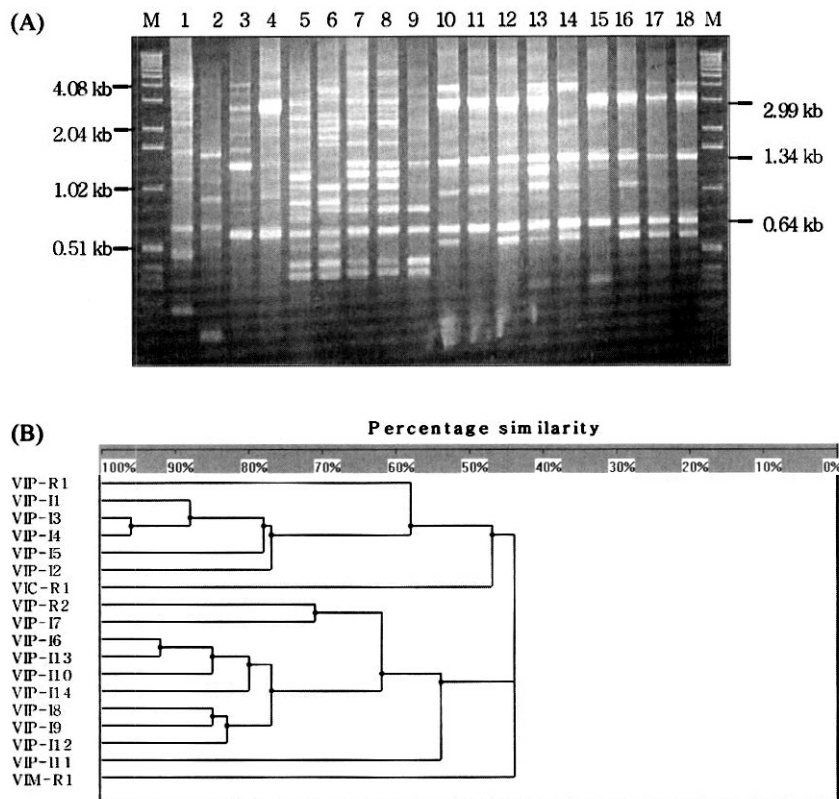 (A)
M 1 2 3 4 5 6 7 8 9 10 11 12 13 14 15 16 17 18 M
4.08 kb
2.99 kb
2.04 kb
1.34 kb
1.02 kb
0.64 kb
0.51 kb
(B)
Percentage similarity
100% 90% 80% 70% 60% 50% 40% 30% 20% 10% 0%
VIP-R1
VIP-I1
VIP-I3
VIP-I4
VIP-I5
VIP-I2
VIC-R1
VIP-R2
VIP-I7
VIP-I6
VIP-I13
VIP-I10
VIP-I14
VIP-I8
VIP-I9
VIP-I12
VIP-I11
VIM-R1